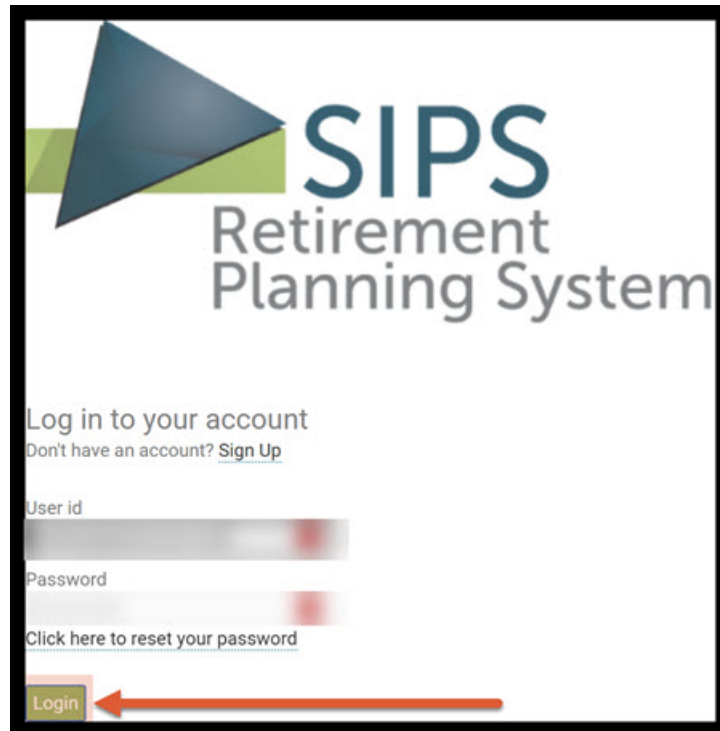 SIPS
Retirement
Planning System
Log in to your account
Don't have an account? Sign Up
User id
Password
Click here to reset your password
Login